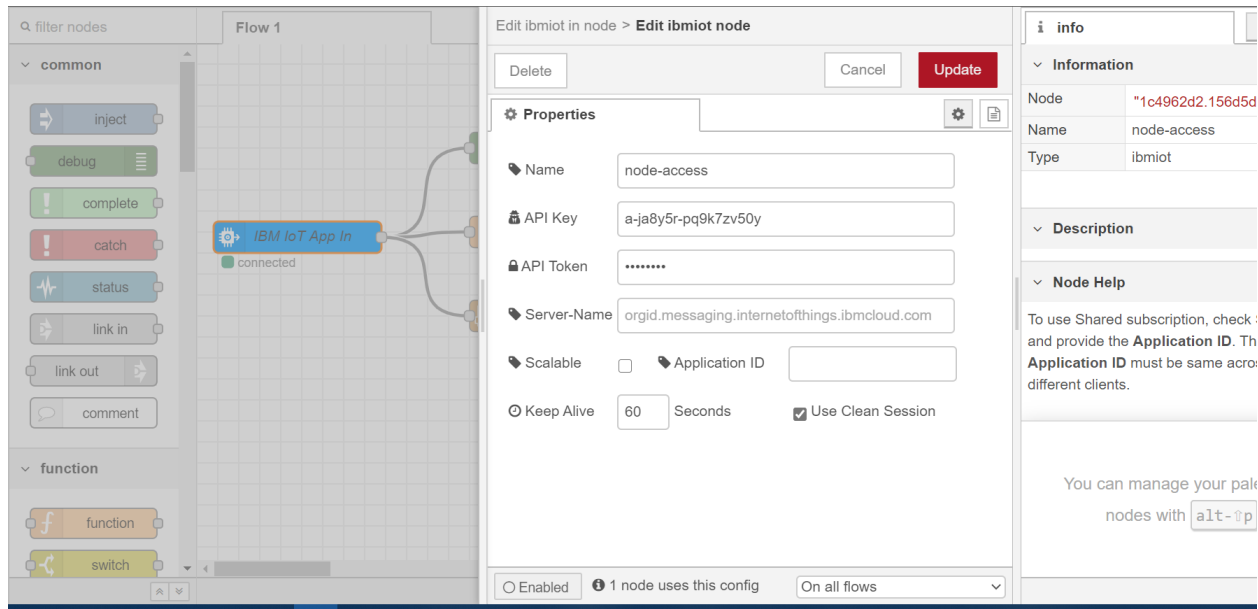 filter nodes
common
inject
debug
complete
catch
status
link in
link out
comment
function
function
switch
Flow 1
IBM IoT App In
connected
Edit ibmiot in node > Edit ibmiot node
Delete
Cancel
Update
Properties
Name
node-access
API Key
a-ja8y5r-pq9k7zv50y
API Token
••••••••
Server-Name
orgid.messaging.internetofthings.ibmcloud.com
Scalable
Application ID
Keep Alive
60
Seconds
Use Clean Session
Enabled
1 node uses this config
On all flows
i info
Information
Node "1c4962d2.156d5d
Name node-access
Type ibmiot
Description
Node Help
To use Shared subscription, check
and provide the Application ID. Th
Application ID must be same acros
different clients.
You can manage your pale
nodes with alt-⇧p